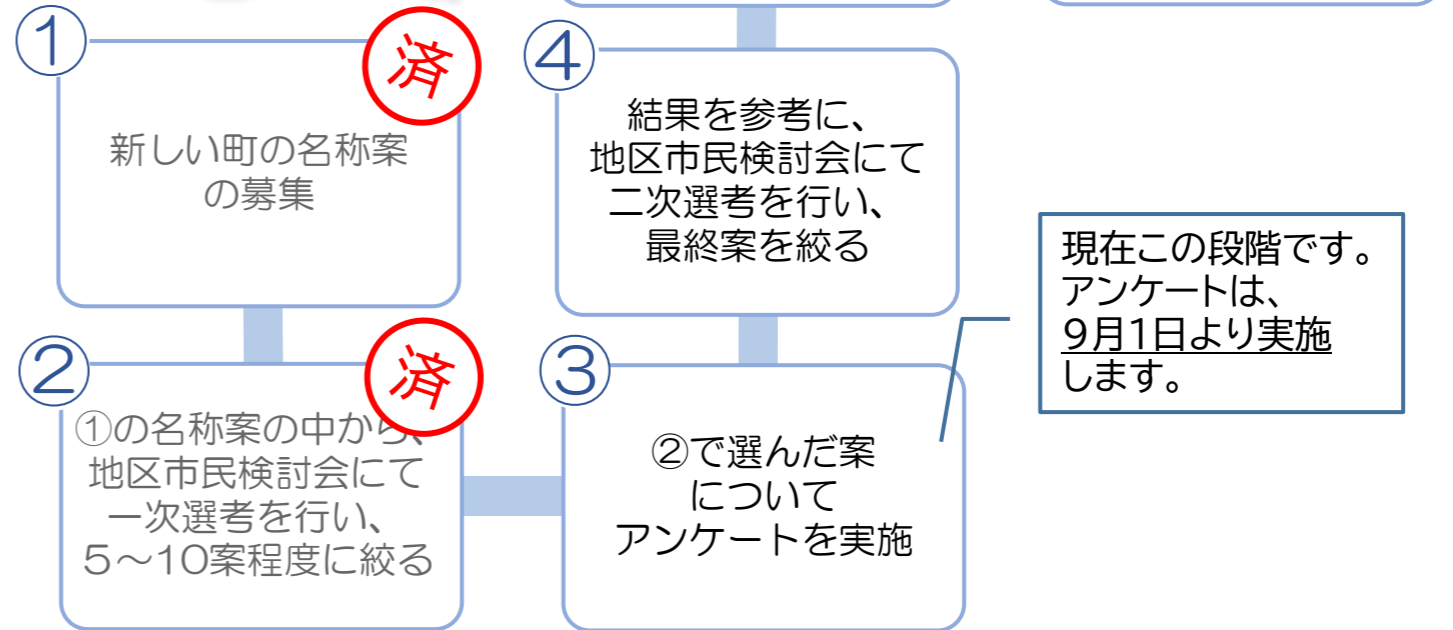 ①
済
新しい町の名称案
の募集
②
済
①の名称案の中から、
地区市民検討会にて
一次選考を行い、
５～10案程度に絞る
③
②で選んだ案
について
アンケートを実施
④
結果を参考に、
地区市民検討会にて
二次選考を行い、
最終案を絞る
現在この段階です。
アンケートは、
９月１日より実施
します。